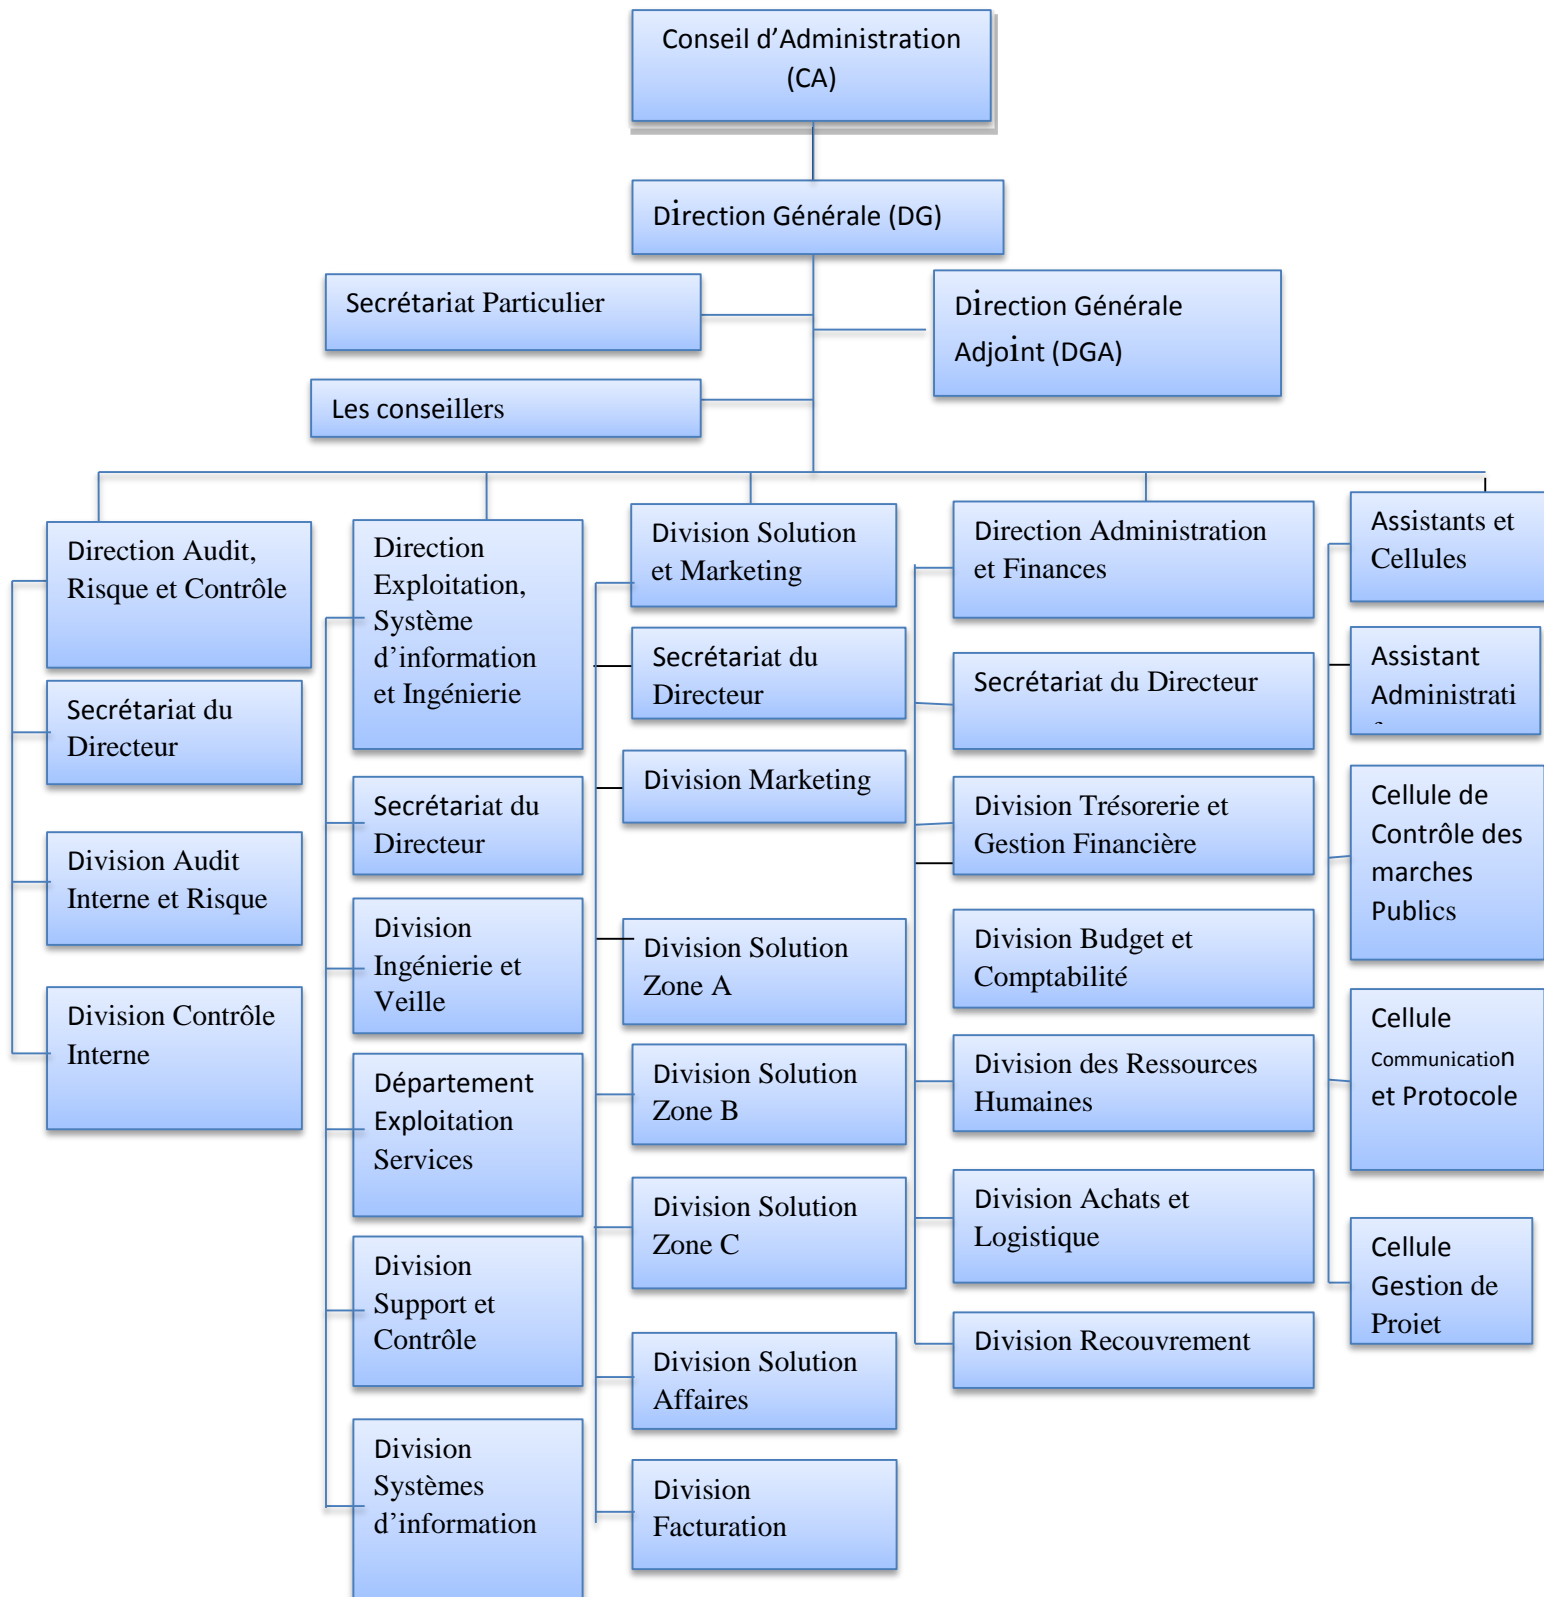 Conseil d’Administration
(CA)
Direction Générale (DG)
Secrétariat Particulier
Direction Générale
Adjoint (DGA)
Les conseillers
Direction Audit,
Risque et Contrôle
Secrétariat du
Directeur
Division Audit
Interne et Risque
Division Contrôle
Interne
Direction
Exploitation,
Système
d’information
et Ingénierie
Secrétariat du
Directeur
Division
Ingénierie et
Veille
Département
Exploitation
Services
Division
Support et
Contrôle
Division
Systèmes
d’information
Division Solution
et Marketing
Secrétariat du
Directeur
Division Marketing
Division Solution
Zone A
Division Solution
Zone B
Division Solution
Zone C
Division Solution
Affaires
Division
Facturation
Direction Administration
et Finances
Secrétariat du Directeur
Division Trésorerie et
Gestion Financière
Division Budget et
Comptabilité
Division des Ressources
Humaines
Division Achats et
Logistique
Division Recouvrement
Assistants et
Cellules
Assistant
Administrati
f
Cellule de
Contrôle des
marches
Publics
Cellule
Communication
et Protocole
Cellule
Gestion de
Projet